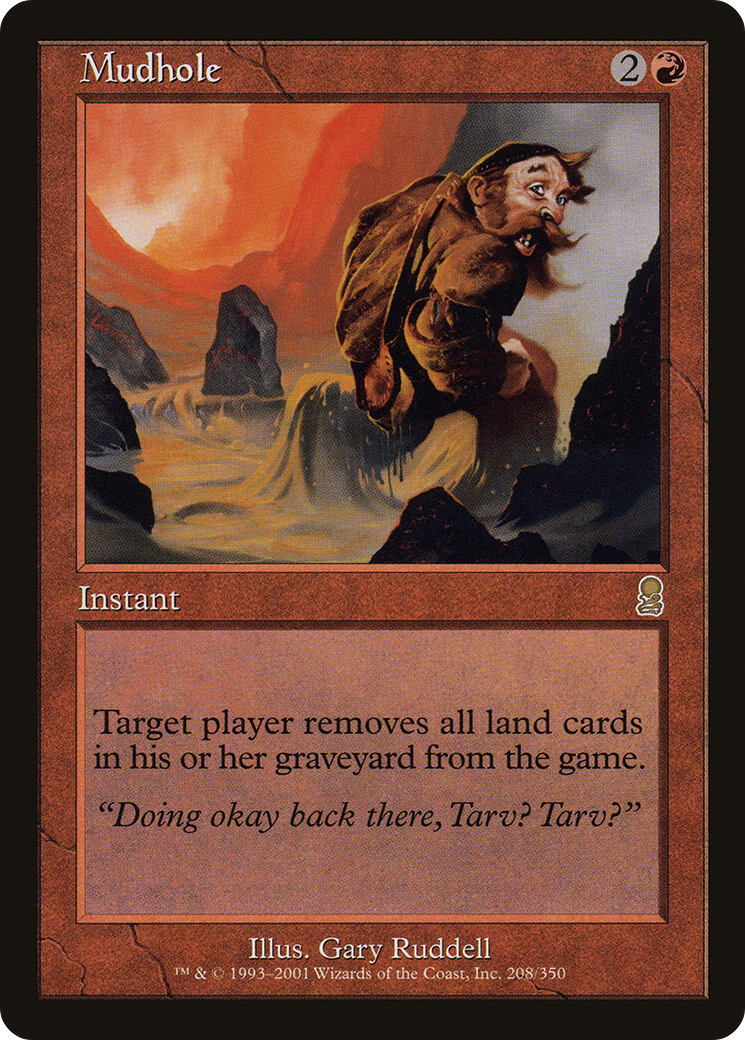 Mudhole
2
Instant
Target player removes all land cards
in his or her graveyard from the game.
“Doing okay back there, Tarv? Tarv?”
Illus. Gary Ruddell
™ & © 1993–2001 Wizards of the Coast, Inc. 208/350